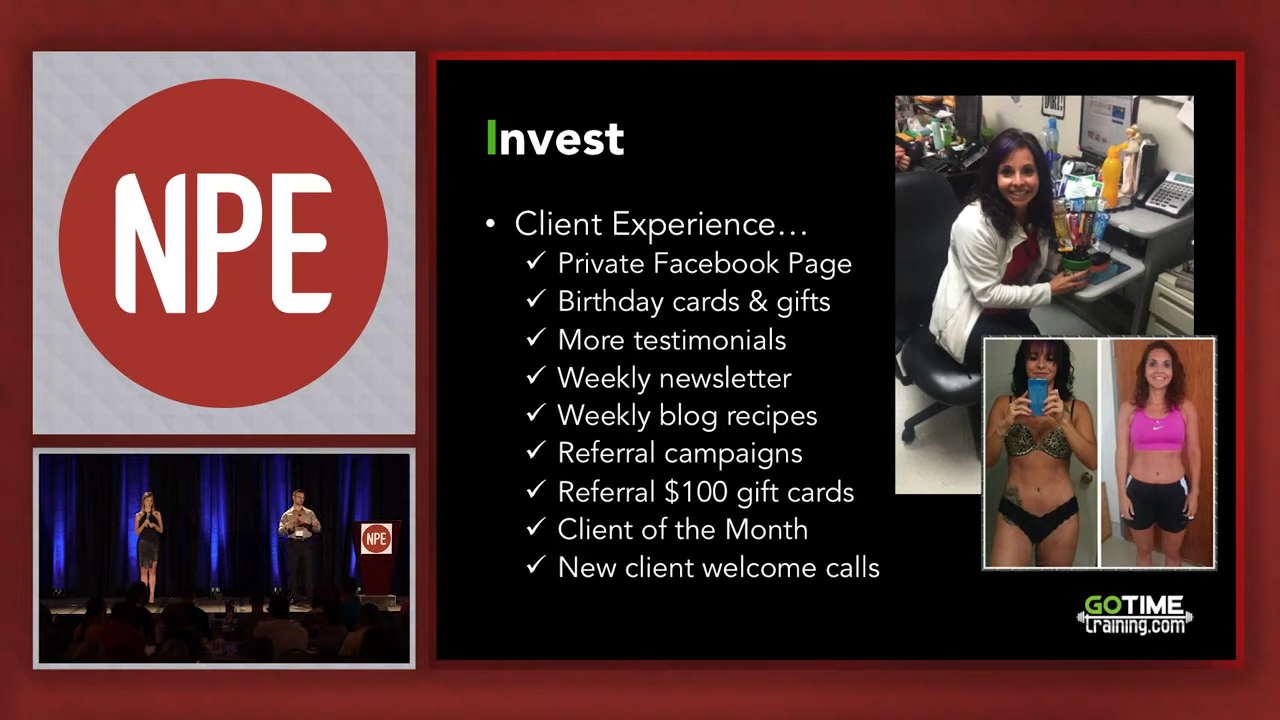 NPE
NPE
Invest
• Client Experience…
✓ Private Facebook Page
✓ Birthday cards & gifts
✓ More testimonials
✓ Weekly newsletter
✓ Weekly blog recipes
✓ Referral campaigns
✓ Referral $100 gift cards
✓ Client of the Month
✓ New client welcome calls
GOTIME
training.com